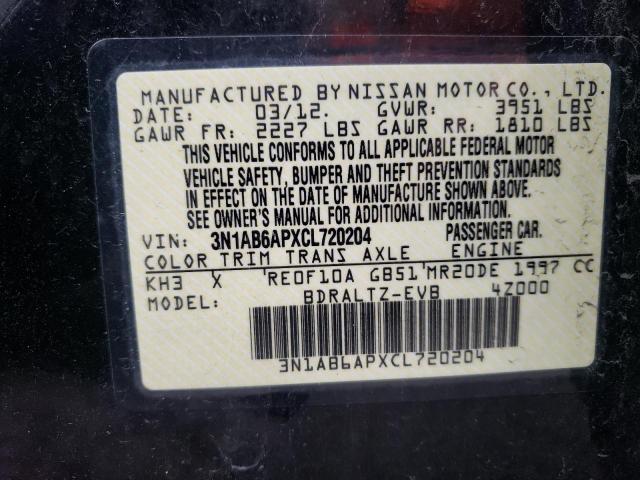 MANUFACTURED BY NISSAN MOTOR CO., LTD.
DATE: 03/12. GVWR: 3951 LBS
GAWR FR: 2227 LBS GAWR RR: 1810 LBS
THIS VEHICLE CONFORMS TO ALL APPLICABLE FEDERAL MOTOR
VEHICLE SAFETY, BUMPER AND THEFT PREVENTION STANDARDS
IN EFFECT ON THE DATE OF MANUFACTURE SHOWN ABOVE.
SEE OWNER'S MANUAL FOR ADDITIONAL INFORMATION.
VIN: 3N1AB6APXCL720204 PASSENGER CAR.
COLOR TRIM TRANS AXLE ENGINE
KH3 X 'RE0F10A GB51'MR20DE 1997 CC
MODEL: BDRALTZ-EVB 4Z000
3N1AB6APXCL720204